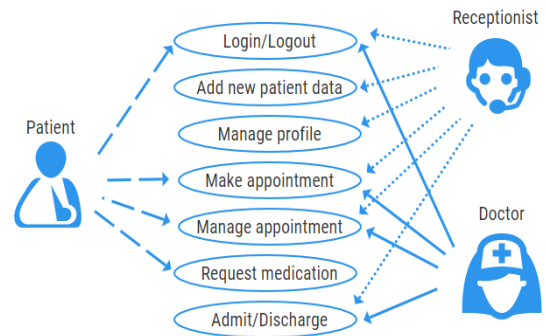 Receptionist
Login/Logout
Add new patient data
Patient
Manage profile
Make appointment
Doctor
Manage appointment
Request medication
Admit/Discharge